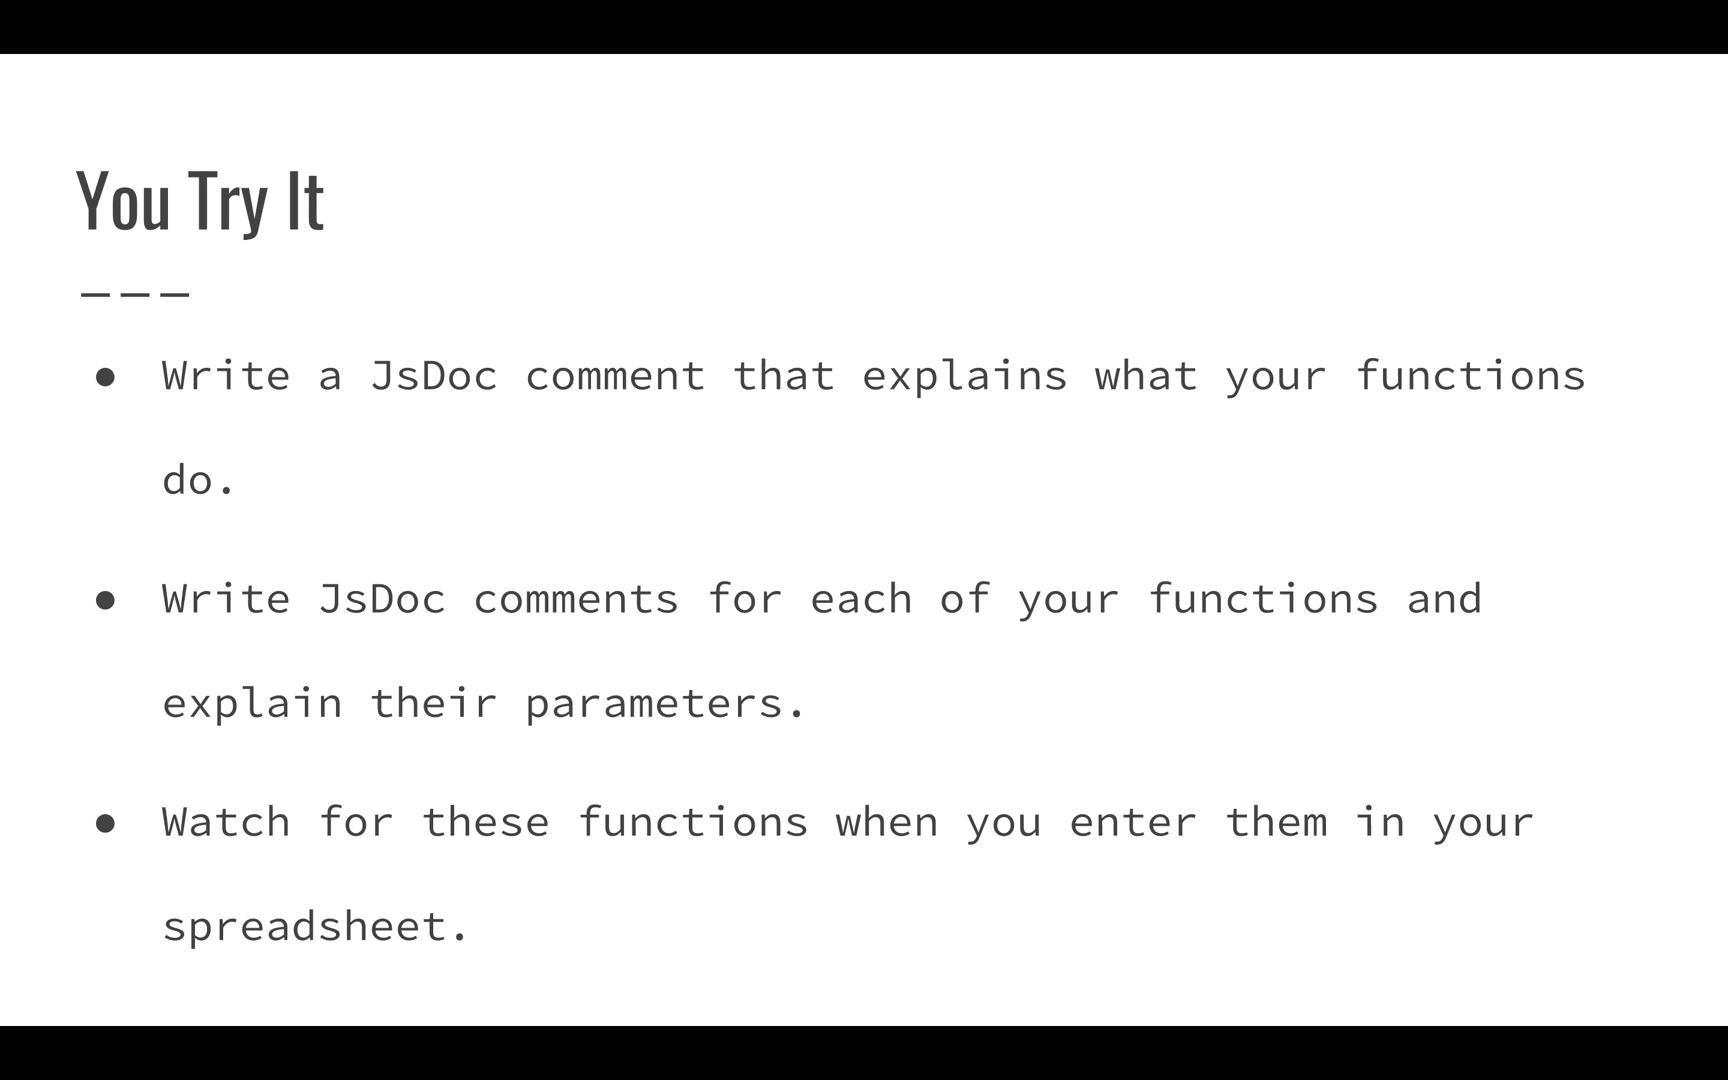 You Try It
● Write a JsDoc comment that explains what your functions
do.
● Write JsDoc comments for each of your functions and
explain their parameters.
● Watch for these functions when you enter them in your
spreadsheet.